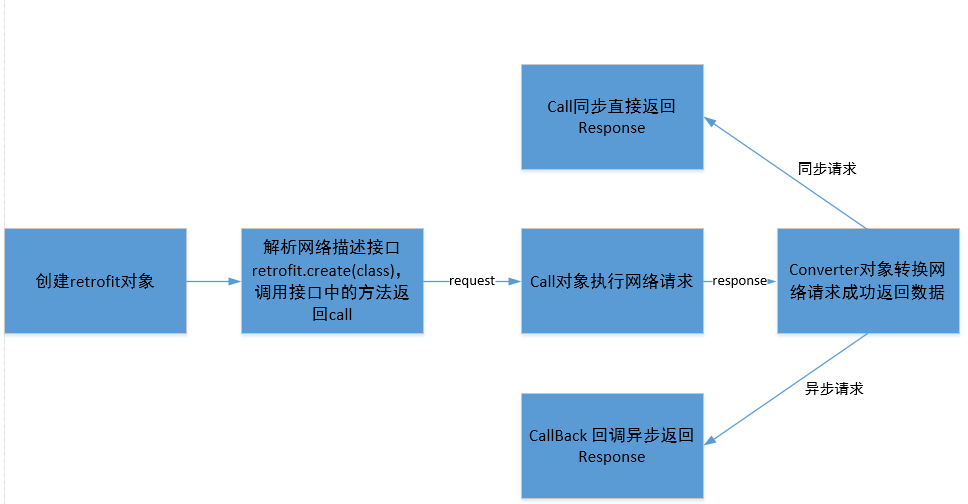 Call同步直接返回
Response
同步请求
创建retrofit对象
解析网络描述接口
retrofit.create(class),
调用接口中的方法返
回call
request
Call对象执行网络请求
response
Converter对象转换网
络请求成功返回数据
异步请求
CallBack 回调异步返回
Response